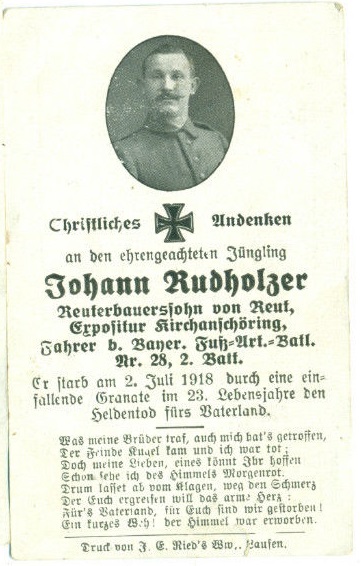 Christliches Andenken
an den ehrengeachteten Jüngling
Johann Rudholzer
Reuterbauerssohn von Reut,
Expositur Kirchanschöring,
Fahrer b. Bayer. Fuß-Art.-Batl.
Nr. 28, 2. Batt.
Er starb am 2. Juli 1918 durch eine ein-
fallende Granate im 23. Lebensjahre den
Heldentod fürs Vaterland.
Was meine Brüder traf, auch mich hat's getroffen,
Der Feinde Kugel kam und ich war tot;
Doch meine Lieben, eines könnt Ihr hoffen
Schon sehe ich des Himmels Morgenrot.
Drum lasset ab vom Klagen, weg den Schmerz
Der Euch ergreifen will das arme Herz:
Für's Vaterland, für Euch sind wir gestorben!
Ein kurzes Weh! der Himmel war erworben.
Druck von J. E. Ried's Ww., Laufen.